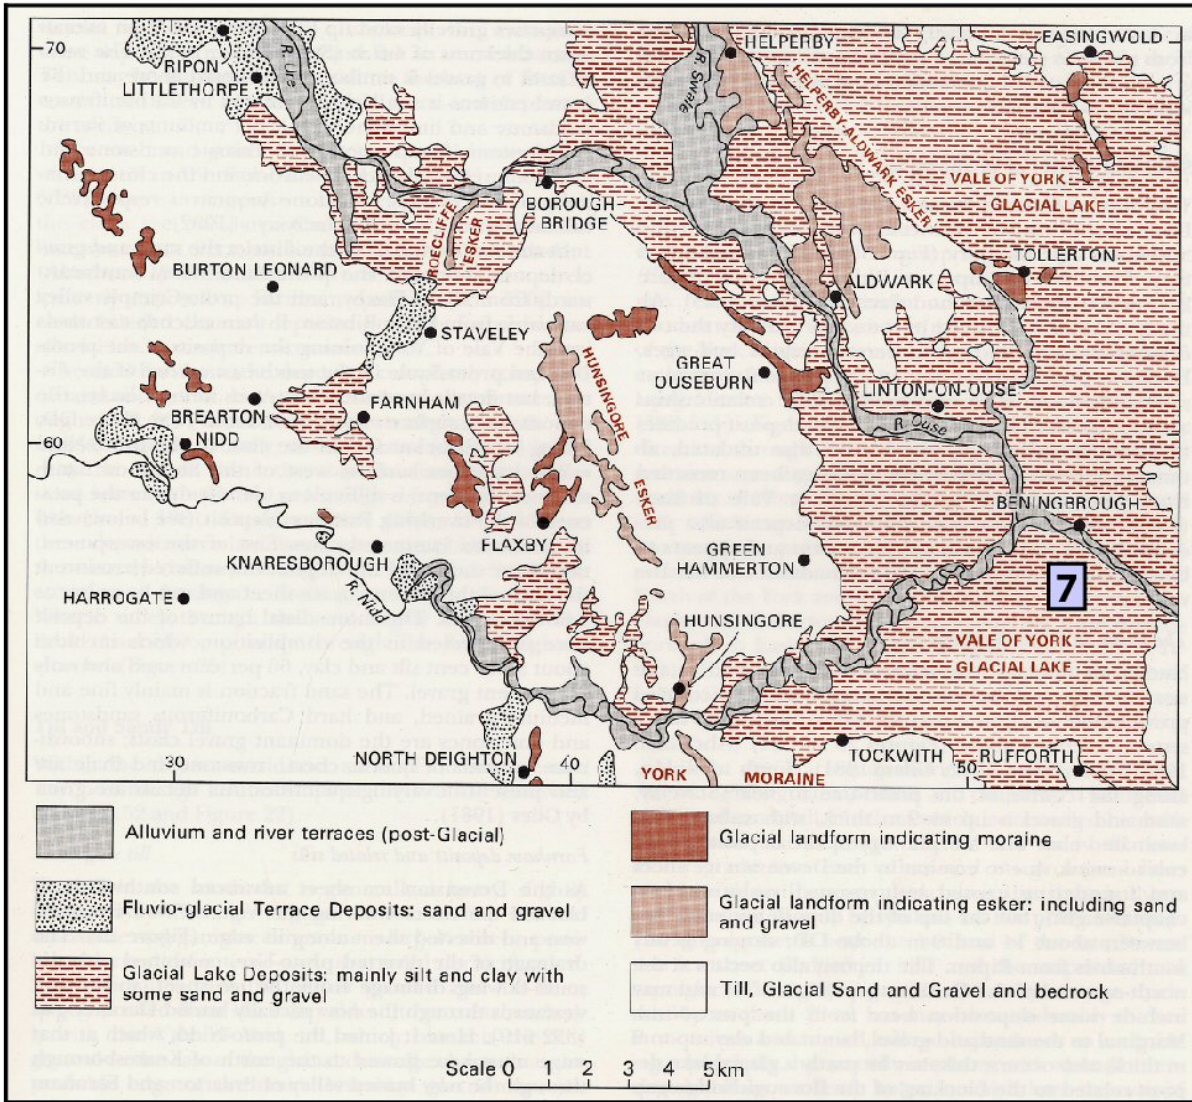 70
RIPON
LITTLETHORPE
R. Ure
R. Swale
HELPERBY
EASINGWOLD
HELPERBY-ALDWARK ESKER
VALE OF YORK
GLACIAL LAKE
BOROUGH-
BRIDGE
ROECLIFFE
ESKER
BURTON LEONARD
TOLLERTON
ALDWARK
STAVELEY
HUNSINGORE
ESKER
GREAT
DUSEBURN
LINTON-ON-OUSE
BREARTON
FARNHAM
60
NIDD
R. OUSE
BENINGBROUGH
FLAXBY
GREEN
HAMMERTON
KNARESBOROUGH
R. Nidd
HARROGATE
7
HUNSINGORE
VALE OF YORK
GLACIAL LAKE
TOCKWITH
RUFFORTH
NORTH DEIGHTON
30
40
50
YORK
MORAINE
Alluvium and river terraces (post-Glacial)
Fluvio-glacial Terrace Deposits: sand and gravel
Glacial Lake Deposits: mainly silt and clay with
some sand and gravel
Glacial landform indicating moraine
Glacial landform indicating esker: including sand
and gravel
Till, Glacial Sand and Gravel and bedrock
Scale 0 1 2 3 4 5km